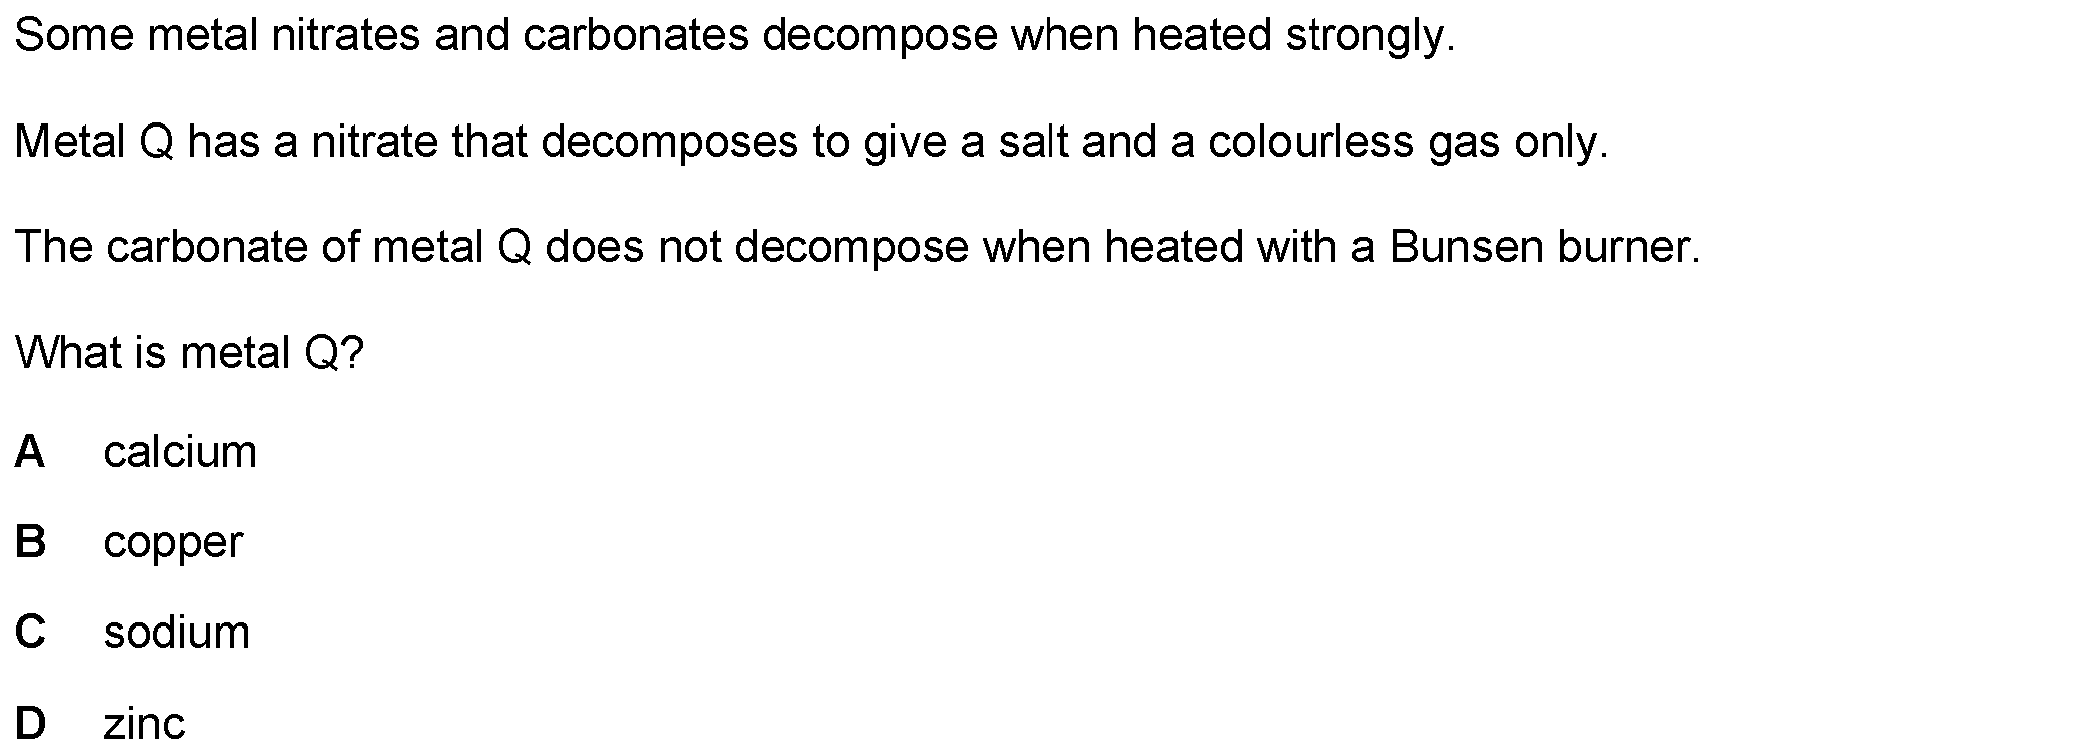 Some metal nitrates and carbonates decompose when heated strongly.
Metal Q has a nitrate that decomposes to give a salt and a colourless gas only.
The carbonate of metal Q does not decompose when heated with a Bunsen burner.
What is metal Q?
A calcium
B copper
C sodium
D zinc